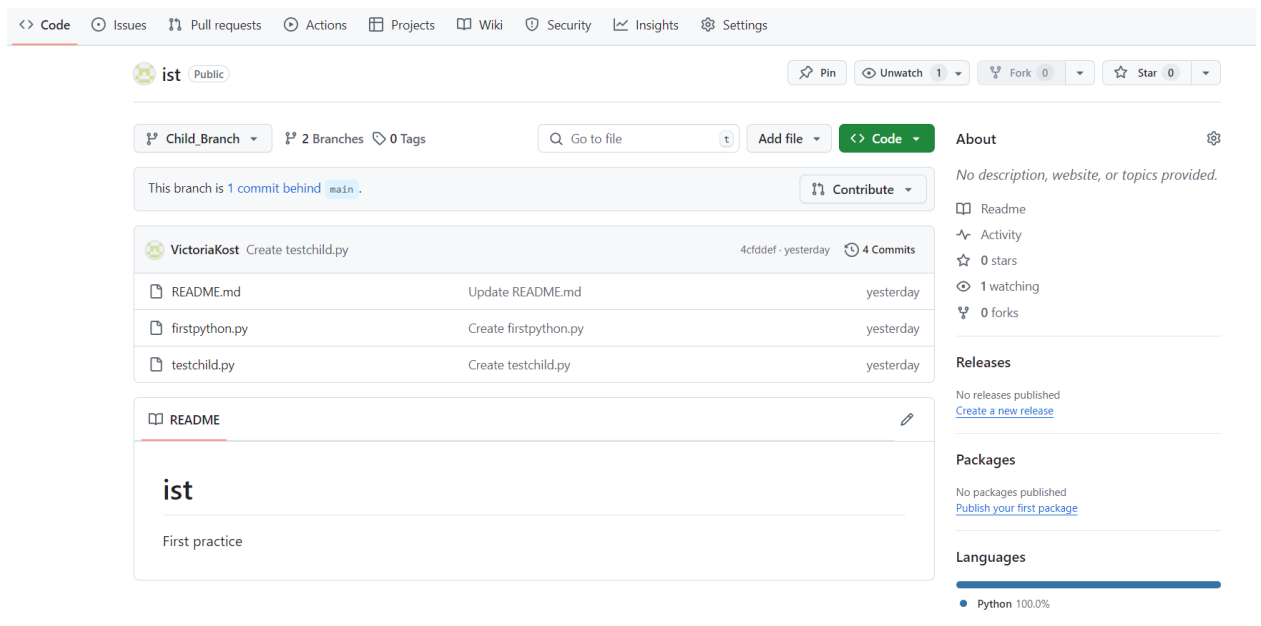 Code Issues Pull requests Actions Projects Wiki Security Insights Settings
ist Public Pin Unwatch 1 Fork 0 Star 0
Child_Branch 2 Branches 0 Tags Go to file t Add file Code
This branch is 1 commit behind main .
Contribute
VictoriaKost Create testchild.py 4cfddef · yesterday 4 Commits
README.md Update README.md yesterday
firstpython.py Create firstpython.py yesterday
testchild.py Create testchild.py yesterday
README
ist
First practice
About
No description, website, or topics provided.
Readme
Activity
0 stars
1 watching
0 forks
Releases
No releases published
Create a new release
Packages
No packages published
Publish your first package
Languages
Python 100.0%